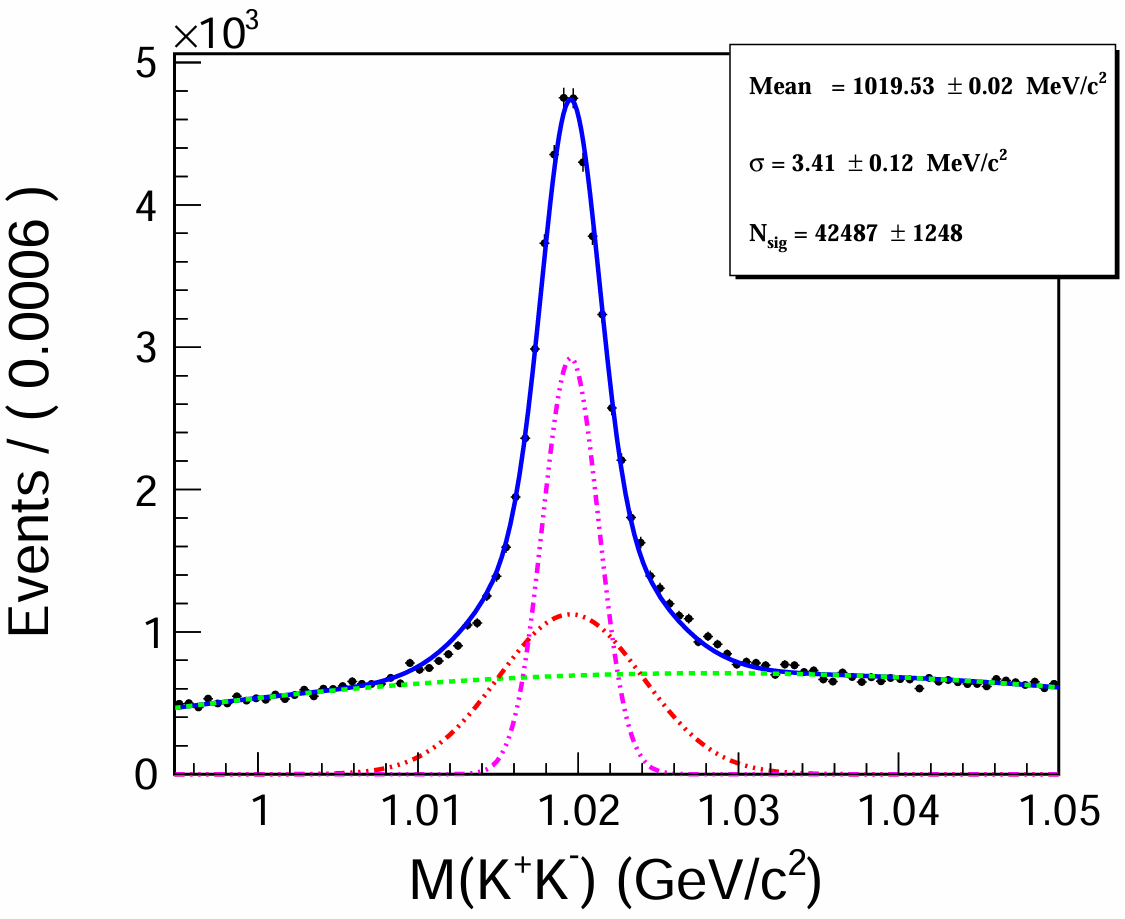 ×10³
5
4
3
2
1
0
Events / ( 0.0006 )
Mean = 1019.53 ± 0.02 MeV/c²
σ = 3.41 ± 0.12 MeV/c²
N_sig = 42487 ± 1248
1 1.01 1.02 1.03 1.04 1.05
M(K⁺K⁻) (GeV/c²)